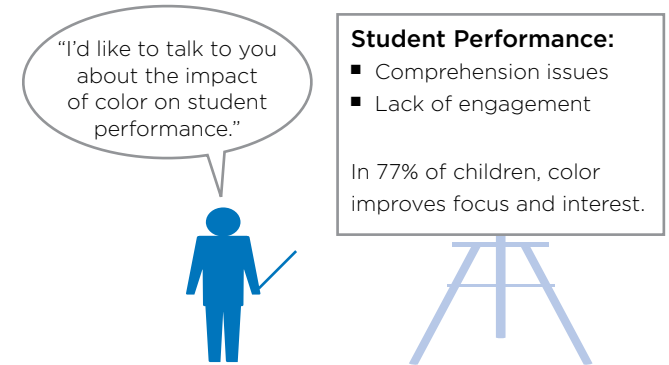 “I’d like to talk to you
about the impact
of color on student
performance.”
Student Performance:
■ Comprehension issues
■ Lack of engagement
In 77% of children, color
improves focus and interest.